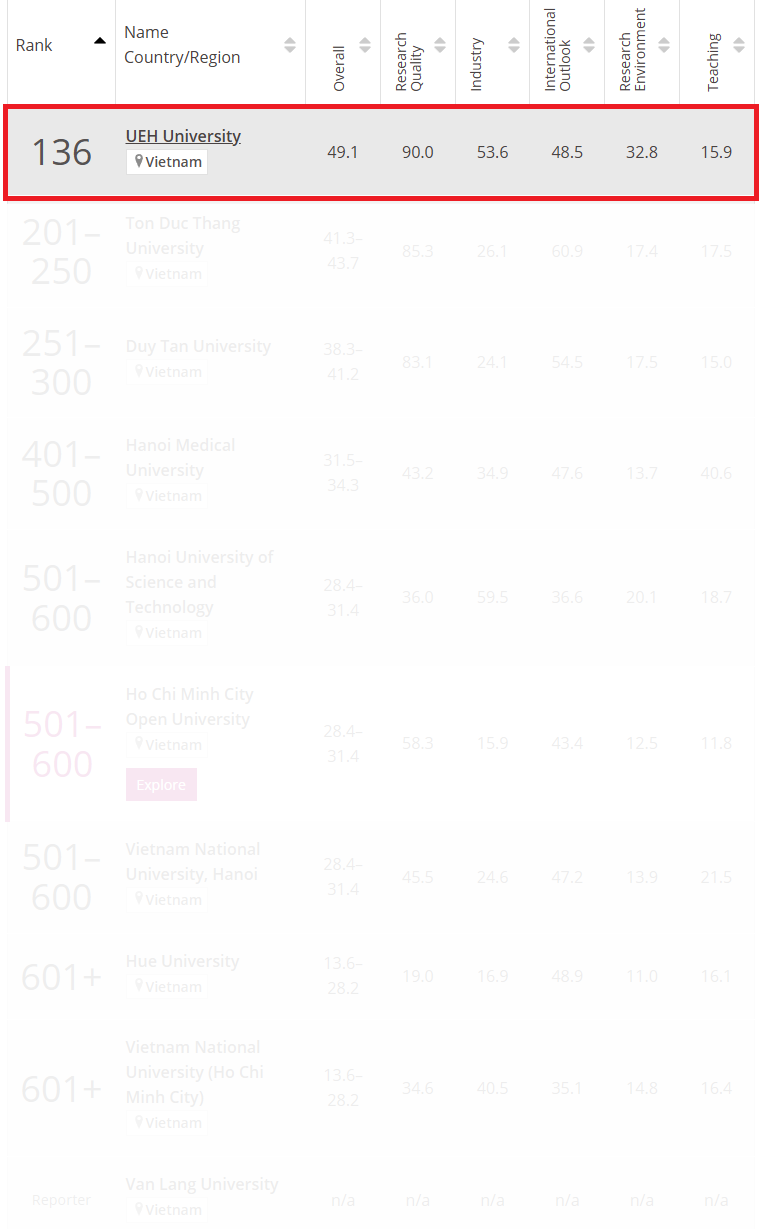 Rank
Name
Country/Region
Overall
Research
Quality
Industry
International
Outlook
Research
Environment
Teaching
136
UEH University
Vietnam
49.1
90.0
53.6
48.5
32.8
15.9
201–
250
Ton Duc Thang
University
Vietnam
41.3–
43.7
85.3
26.1
60.9
17.4
17.5
251–
300
Duy Tan University
Vietnam
38.3–
41.2
83.1
24.1
54.5
17.5
15.0
401–
500
Hanoi Medical
University
Vietnam
31.5–
34.3
43.2
34.9
47.6
13.7
40.6
501–
600
Hanoi University of
Science and
Technology
Vietnam
28.4–
31.4
36.0
59.5
36.6
20.1
18.7
501–
600
Ho Chi Minh City
Open University
Vietnam
Explore
28.4–
31.4
58.3
15.9
43.4
12.5
11.8
501–
600
Vietnam National
University, Hanoi
Vietnam
28.4–
31.4
45.5
24.6
47.2
13.9
21.5
601+
Hue University
Vietnam
13.6–
28.2
19.0
16.9
48.9
11.0
16.1
601+
Vietnam National
University (Ho Chi
Minh City)
Vietnam
13.6–
28.2
34.6
40.5
35.1
14.8
16.4
Reporter
Van Lang University
Vietnam
n/a
n/a
n/a
n/a
n/a
n/a